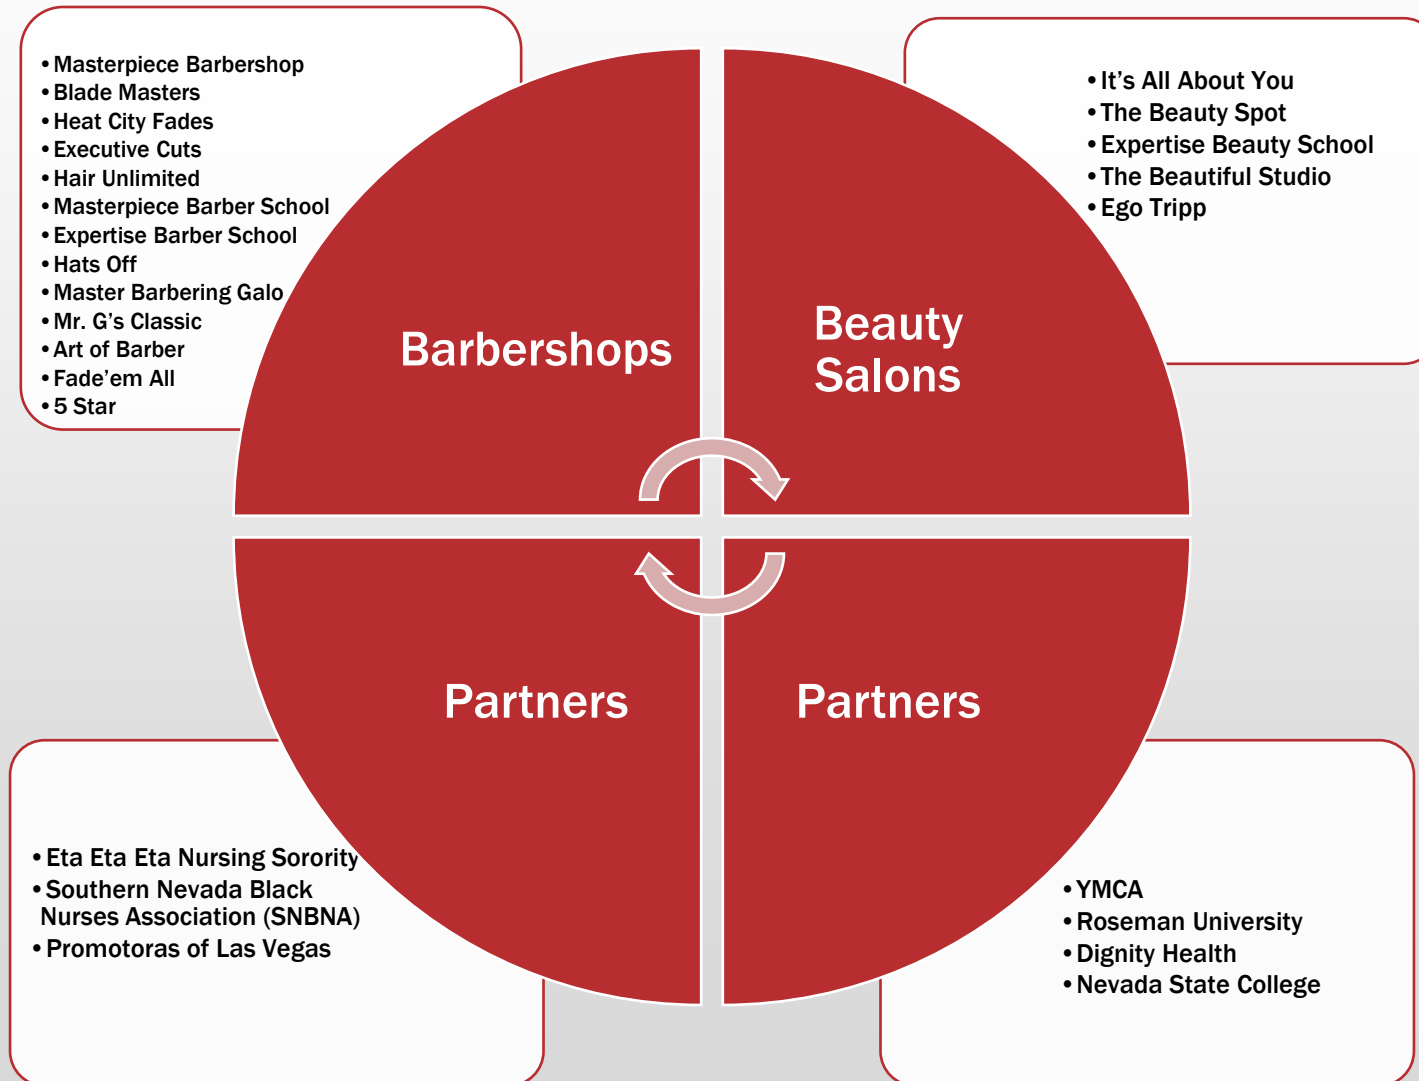 •Masterpiece Barbershop
•Blade Masters
•Heat City Fades
•Executive Cuts
•Hair Unlimited
•Masterpiece Barber School
•Expertise Barber School
•Hats Off
•Master Barbering Galo
•Mr. G’s Classic
•Art of Barber
•Fade’em All
•5 Star
•It’s All About You
•The Beauty Spot
•Expertise Beauty School
•The Beautiful Studio
•Ego Tripp
Barbershops
Beauty
Salons
Partners
Partners
•Eta Eta Eta Nursing Sorority
•Southern Nevada Black
Nurses Association (SNBNA)
•Promotoras of Las Vegas
•YMCA
•Roseman University
•Dignity Health
•Nevada State College